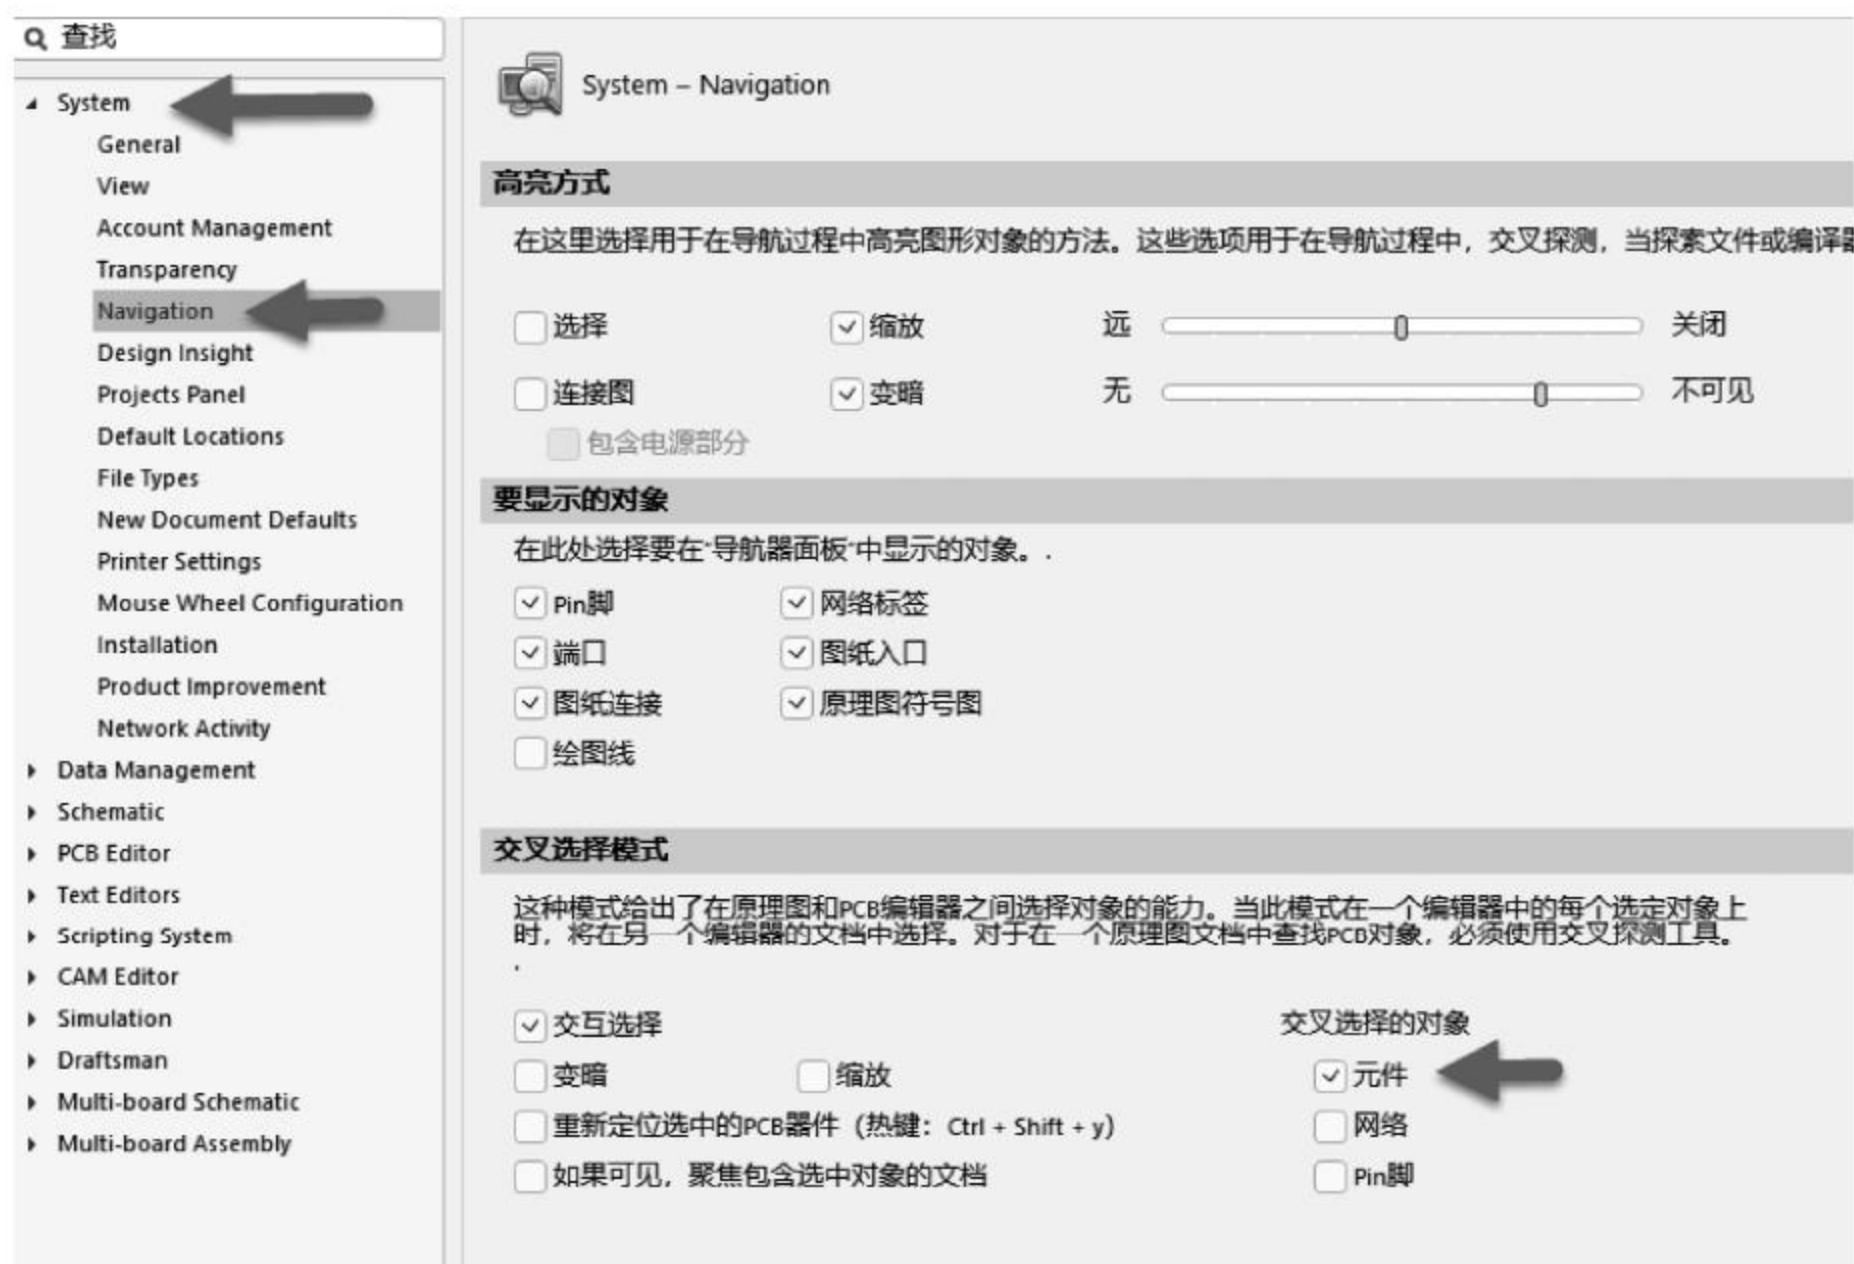 查找
System
General
View
Account Management
Transparency
Navigation
Design Insight
Projects Panel
Default Locations
File Types
New Document Defaults
Printer Settings
Mouse Wheel Configuration
Installation
Product Improvement
Network Activity
Data Management
Schematic
PCB Editor
Text Editors
Scripting System
CAM Editor
Simulation
Draftsman
Multi-board Schematic
Multi-board Assembly
System – Navigation
高亮方式
在这里选择用于在导航过程中高亮图形对象的方法。这些选项用于在导航过程中，交叉探测，当探索文件或编译器
选择 缩放 远 关闭
连接图 变暗 无 不可见
包含电源部分
要显示的对象
在此处选择要在"导航器面板"中显示的对象。.
Pin脚 网络标签
端口 图纸入口
图纸连接 原理图符号图
绘图线
交叉选择模式
这种模式给出了在原理图和PCB编辑器之间选择对象的能力。当此模式在一个编辑器中的每个选定对象上
时，将在另一个编辑器的文档中选择。对于在一个原理图文档中查找PCB对象，必须使用交叉探测工具。
.
交互选择 交叉选择的对象
变暗 缩放 元件
重新定位选中的PCB器件（热键：Ctrl + Shift + y） 网络
如果可见，聚焦包含选中对象的文档 Pin脚